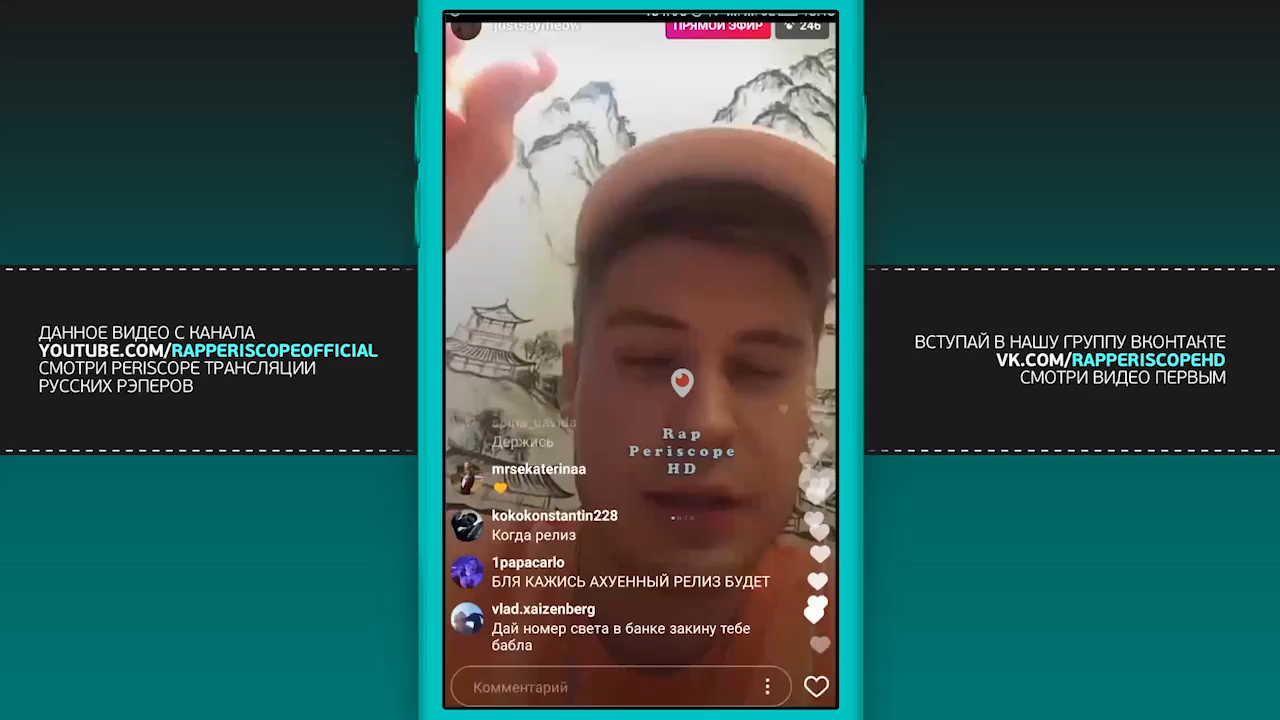 justsaymeow
ПРЯМОЙ ЭФИР
246
ДАННОЕ ВИДЕО С КАНАЛА
YOUTUBE.COM/RAPPERISCOPEOFFICIAL
СМОТРИ PERISCOPE ТРАНСЛЯЦИИ
РУССКИХ РЭПЕРОВ
ВСТУПАЙ В НАШУ ГРУППУ ВКОНТАКТЕ
VK.COM/RAPPERISCOPEHD
СМОТРИ ВИДЕО ПЕРВЫМ
Rap
Periscope
HD
Держись
mrsekaterinaa
🧡
kokokonstantin228
Когда релиз
1papacarlo
БЛЯ КАЖИСЬ АХУЕННЫЙ РЕЛИЗ БУДЕТ
vlad.xaizenberg
Дай номер света в банке закину тебе
бабла
Комментарий